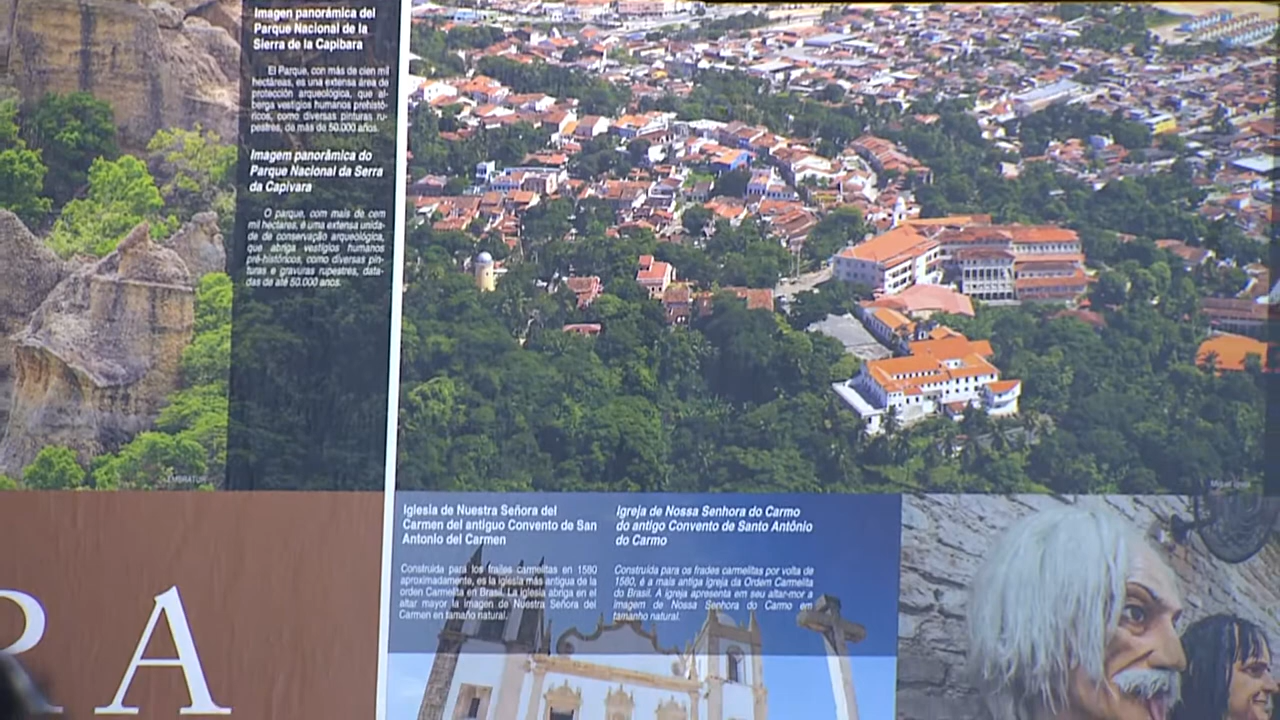 Imagen panorámica del
Parque Nacional de la
Sierra de la Capibara
El Parque, con más de cien mil
hectáreas, es una extensa área de
protección arqueológica, que al-
berga vestigios humanos prehistó-
ricos, como diversas pinturas ru-
pestres, de más de 50.000 años.
Imagem panorâmica do
Parque Nacional da Serra
da Capivara
O parque, com mais de cem
mil hectares, é uma extensa unida-
de de conservação arqueológica,
que abriga vestígios humanos
pré-históricos, como diversas pin-
turas e gravuras rupestres, data-
das de até 50.000 anos.
EMBRATUR
Miguel Igreja
Iglesia de Nuestra Señora del
Carmen del antiguo Convento de San
Antonio del Carmen
Construida para los frailes carmelitas en 1580
aproximadamente, es la iglesia más antigua de la
orden Carmelita en Brasil. La iglesia abriga en el
altar mayor la imagen de Nuestra Señora del
Carmen en tamaño natural.
Igreja de Nossa Senhora do Carmo
do antigo Convento de Santo Antônio
do Carmo
Construída para os frades carmelitas por volta de
1580, é a mais antiga igreja da Ordem Carmelita
do Brasil. A igreja apresenta em seu altar-mor a
imagem de Nossa Senhora do Carmo em
tamanho natural.
RA